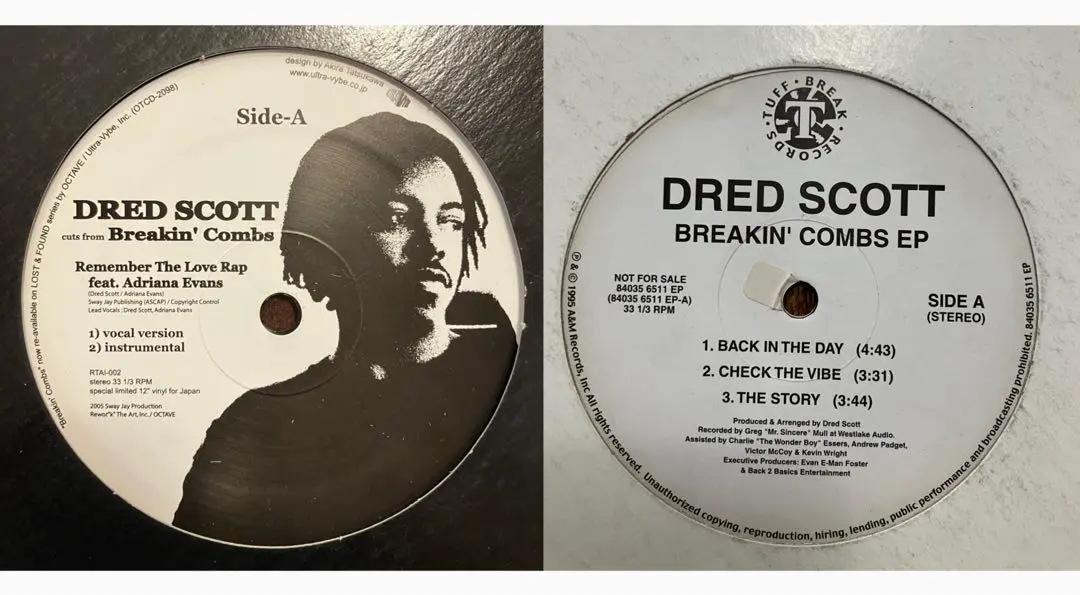 design by Akira Tatsukawa
www.ultra-vybe.co.jp
Side-A
"Breakin' Combs" now re-available on LOST & FOUND series by OCTAVE / Ultra-Vybe, Inc. (OTCD-2098)
DRED SCOTT
cuts from Breakin' Combs
Remember The Love Rap
feat. Adriana Evans
(Dred Scott / Adriana Evans)
Sway Jay Publishing (ASCAP) / Copyright Control
Lead Vocals : Dred Scott, Adriana Evans
1) vocal version
2) instrumental
RTAI-002
stereo 33 1/3 RPM
special limited 12" vinyl for Japan
2005 Sway Jay Production
Rewor"k" The Art, Inc. / OCTAVE
TUFF • BREAK • RECORDS •
T
DRED SCOTT
BREAKIN' COMBS EP
NOT FOR SALE
84035 6511 EP
(84035 6511 EP-A)
33 1/3 RPM
SIDE A
(STEREO)
1. BACK IN THE DAY (4:43)
2. CHECK THE VIBE (3:31)
3. THE STORY (3:44)
Produced & Arranged by Dred Scott
Recorded by Greg "Mr. Sincere" Mull at Westlake Audio.
Assisted by Charlie "The Wonder Boy" Essers, Andrew Padget,
Victor McCoy & Kevin Wright
Executive Producers: Evan E-Man Foster
& Back 2 Basics Entertainment
℗ & © 1995 A&M Records, Inc. All rights reserved. Unauthorized copying, reproduction, hiring, lending, public performance and broadcasting prohibited. 84035 6511 EP